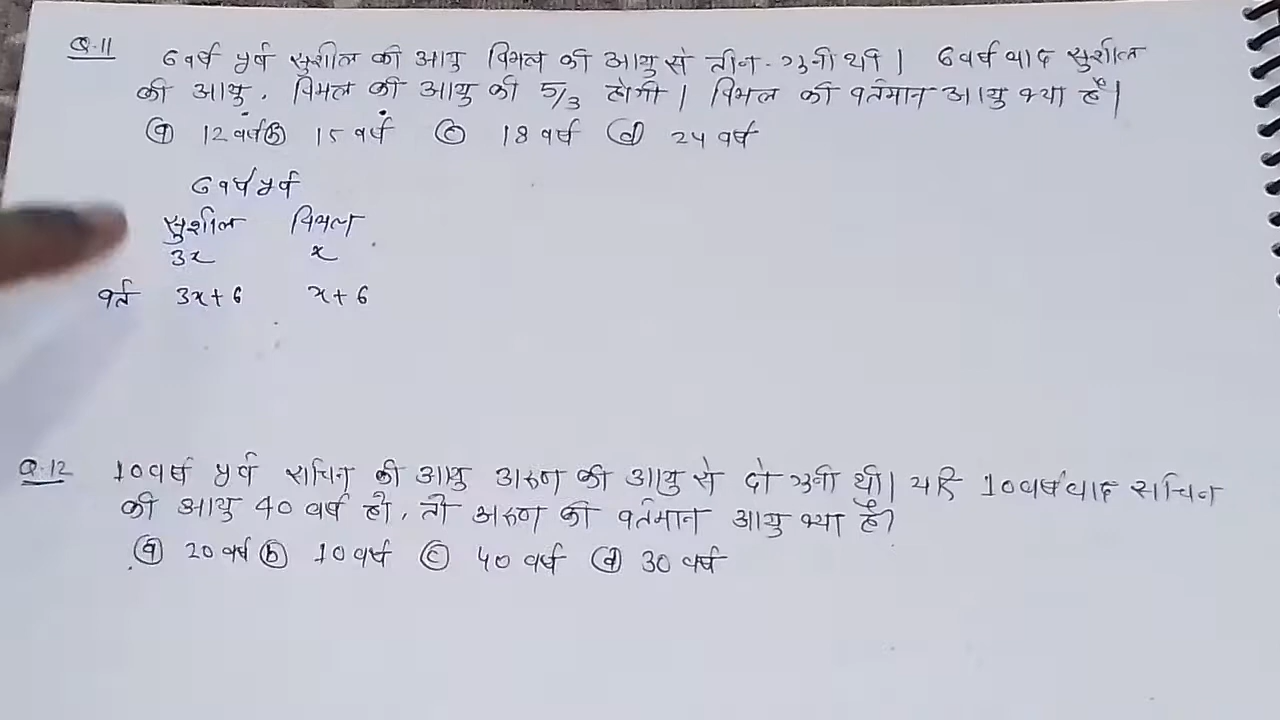 Q.11 6 वर्ष पूर्व सुशील की आयु विमल की आयु से तीन-गुनी थी। 6 वर्ष बाद सुशील
की आयु, विमल की आयु की 5/3 होगी। विमल की वर्तमान आयु क्या है।
(a) 12 वर्ष (b) 15 वर्ष (c) 18 वर्ष (d) 24 वर्ष
6 वर्ष पूर्व
सुशील विमल
3x x
वर्त 3x+6 x+6
Q.12 10 वर्ष पूर्व सचिन की आयु अरुण की आयु से दो गुनी थी। यदि 10 वर्ष बाद सचिन
की आयु 40 वर्ष हो, तो अरुण की वर्तमान आयु क्या है?
(a) 20 वर्ष (b) 10 वर्ष (c) 40 वर्ष (d) 30 वर्ष